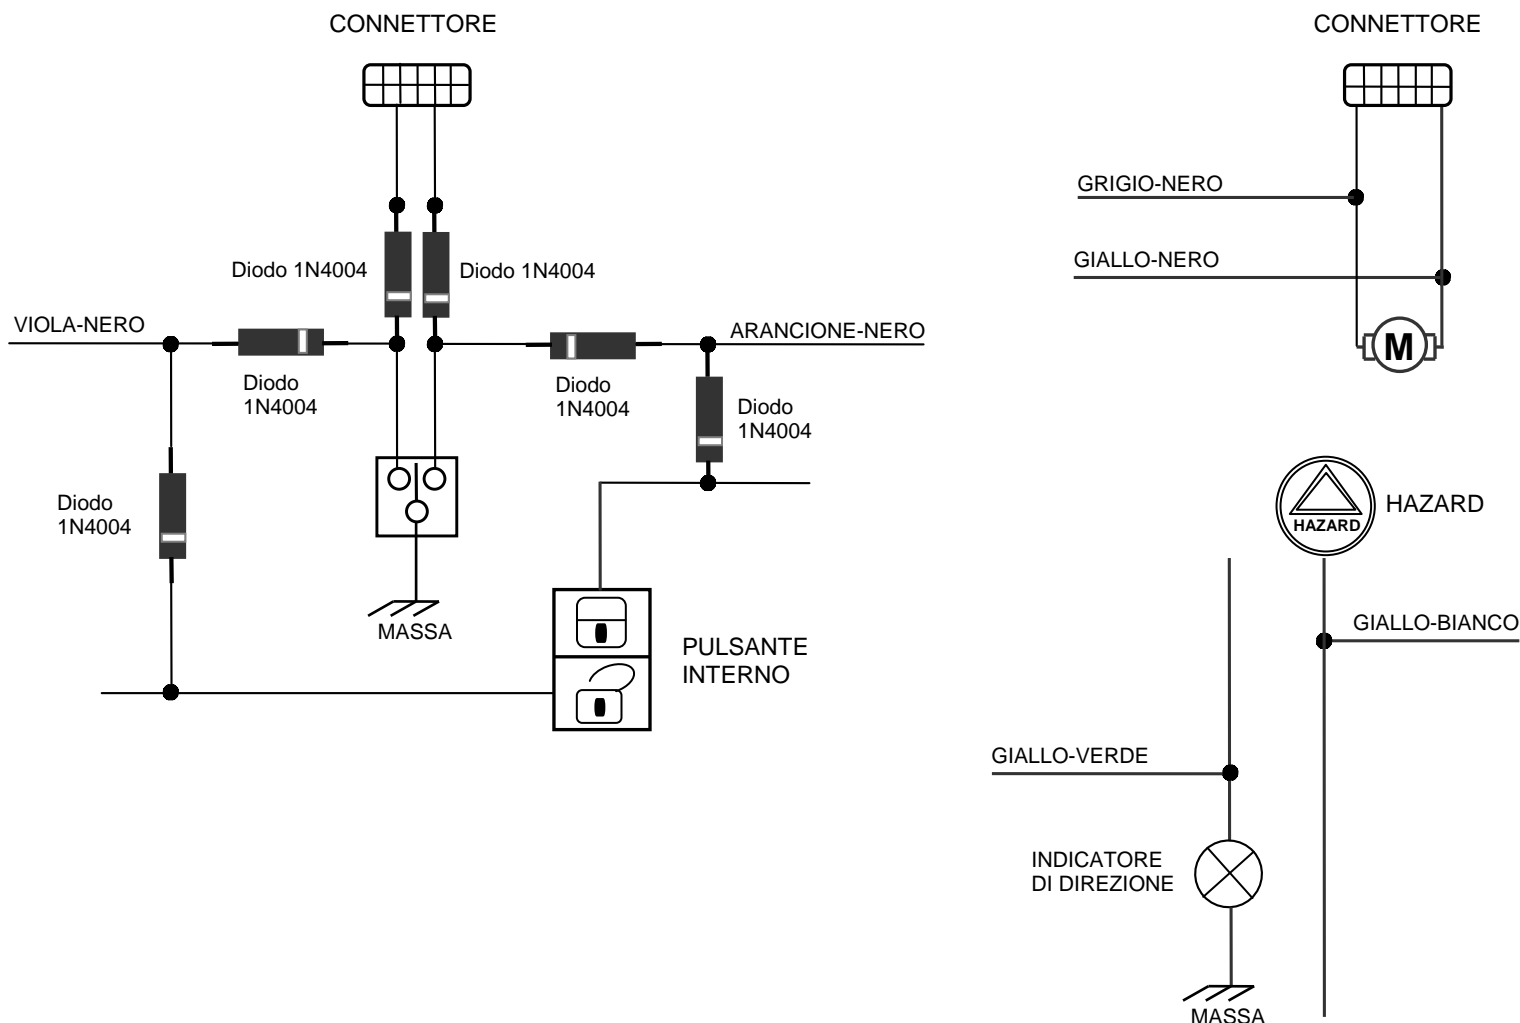 CONNETTORE
CONNETTORE
GRIGIO-NERO
Diodo 1N4004
Diodo 1N4004
GIALLO-NERO
VIOLA-NERO
ARANCIONE-NERO
M
Diodo
1N4004
Diodo
1N4004
Diodo
1N4004
Diodo
1N4004
HAZARD
HAZARD
MASSA
GIALLO-BIANCO
PULSANTE
INTERNO
GIALLO-VERDE
INDICATORE
DI DIREZIONE
MASSA